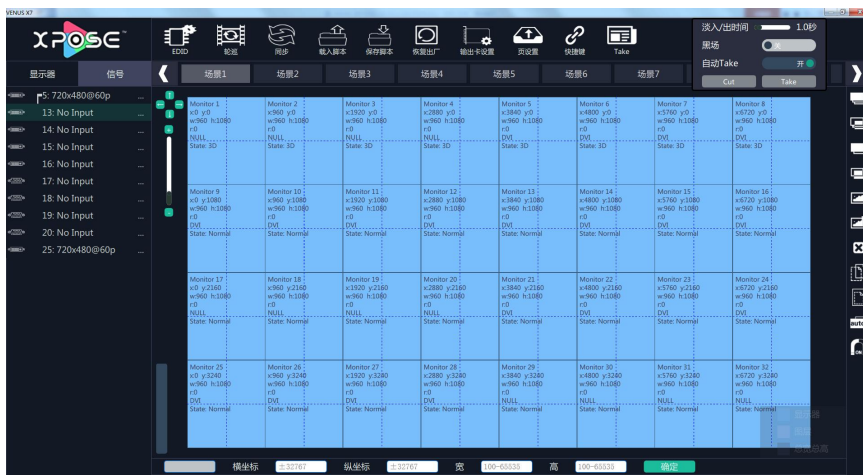 VENUS X7
XPOSE
EDID
轮巡
同步
载入脚本
保存脚本
恢复出厂
输出卡设置
页设置
快捷键
Take
淡入/出时间 1.0秒
黑场 关
自动Take 开
Cut Take
显示器 信号
场景1 场景2 场景3 场景4 场景5 场景6 场景7
5: 720x480@60p ...
13: No Input ...
14: No Input ...
15: No Input ...
16: No Input ...
17: No Input ...
18: No Input ...
19: No Input ...
20: No Input ...
25: 720x480@60p ...
Monitor 1
x:0 y:0
w:960 h:1080
r:0
NULL
State: 3D
Monitor 2
x:960 y:0
w:960 h:1080
r:0
NULL
State: 3D
Monitor 3
x:1920 y:0
w:960 h:1080
r:0
NULL
State: 3D
Monitor 4
x:2880 y:0
w:960 h:1080
r:0
NULL
State: 3D
Monitor 5
x:3840 y:0
w:960 h:1080
r:0
DVI
State: 3D
Monitor 6
x:4800 y:0
w:960 h:1080
r:0
DVI
State: 3D
Monitor 7
x:5760 y:0
w:960 h:1080
r:0
DVI
State: 3D
Monitor 8
x:6720 y:0
w:960 h:1080
r:0
DVI
State: 3D
Monitor 9
x:0 y:1080
w:960 h:1080
r:0
DVI
State: Normal
Monitor 10
x:960 y:1080
w:960 h:1080
r:0
DVI
State: Normal
Monitor 11
x:1920 y:1080
w:960 h:1080
r:0
DVI
State: Normal
Monitor 12
x:2880 y:1080
w:960 h:1080
r:0
DVI
State: Normal
Monitor 13
x:3840 y:1080
w:960 h:1080
r:0
DVI
State: Normal
Monitor 14
x:4800 y:1080
w:960 h:1080
r:0
DVI
State: Normal
Monitor 15
x:5760 y:1080
w:960 h:1080
r:0
DVI
State: Normal
Monitor 16
x:6720 y:1080
w:960 h:1080
r:0
DVI
State: Normal
Monitor 17
x:0 y:2160
w:960 h:1080
r:0
NULL
State: Normal
Monitor 18
x:960 y:2160
w:960 h:1080
r:0
NULL
State: Normal
Monitor 19
x:1920 y:2160
w:960 h:1080
r:0
NULL
State: Normal
Monitor 20
x:2880 y:2160
w:960 h:1080
r:0
NULL
State: Normal
Monitor 21
x:3840 y:2160
w:960 h:1080
r:0
DVI
State: Normal
Monitor 22
x:4800 y:2160
w:960 h:1080
r:0
DVI
State: Normal
Monitor 23
x:5760 y:2160
w:960 h:1080
r:0
DVI
State: Normal
Monitor 24
x:6720 y:2160
w:960 h:1080
r:0
DVI
State: Normal
Monitor 25
x:0 y:3240
w:960 h:1080
r:0
DVI
State: Normal
Monitor 26
x:960 y:3240
w:960 h:1080
r:0
DVI
State: Normal
Monitor 27
x:1920 y:3240
w:960 h:1080
r:0
DVI
State: Normal
Monitor 28
x:2880 y:3240
w:960 h:1080
r:0
DVI
State: Normal
Monitor 29
x:3840 y:3240
w:960 h:1080
r:0
NULL
State: Normal
Monitor 30
x:4800 y:3240
w:960 h:1080
r:0
NULL
State: Normal
Monitor 31
x:5760 y:3240
w:960 h:1080
r:0
NULL
State: Normal
Monitor 32
x:6720 y:3240
w:960 h:1080
r:0
NULL
State: Normal
auto
ON
显示器
横坐标 ±32767 纵坐标 ±32767 宽 100-65535 高 100-65535 确定